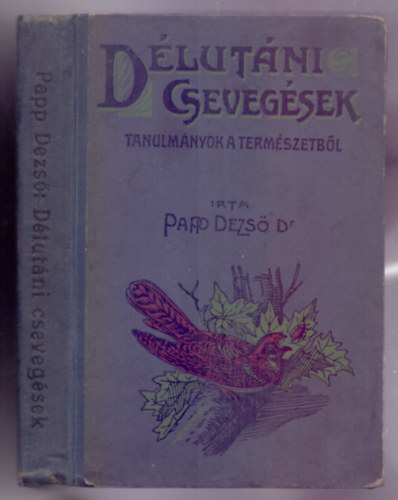 DÉLUTÁNI
CSEVEGÉSEK
TANULMÁNYOK A TERMÉSZETBŐL
IRTA
PAPP DEZSŐ Dr
Papp Dezső: Délutáni csevegések